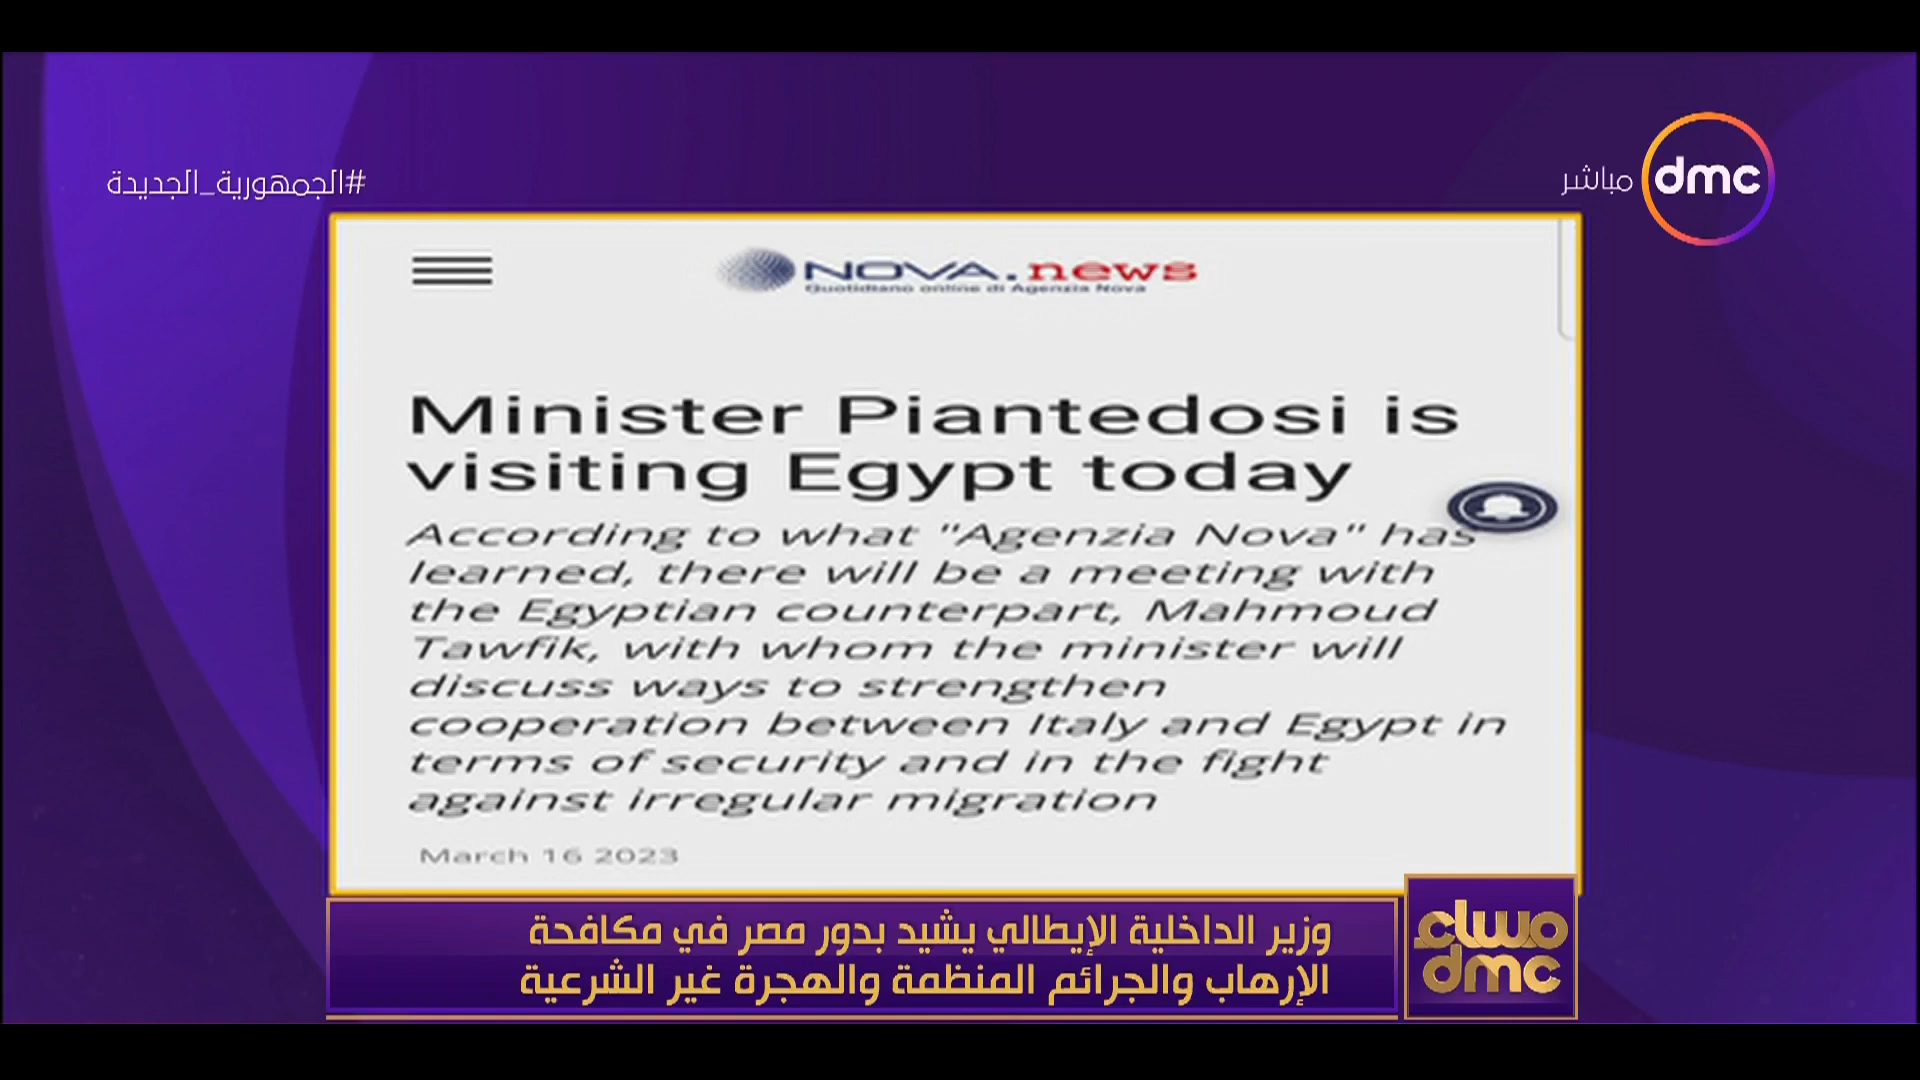 #الجمهورية_الجديدة
مباشر
dmc
NOVA.news
Quotidiano online di Agenzia Nova
Minister Piantedosi is
visiting Egypt today
According to what "Agenzia Nova" has
learned, there will be a meeting with
the Egyptian counterpart, Mahmoud
Tawfik, with whom the minister will
discuss ways to strengthen
cooperation between Italy and Egypt in
terms of security and in the fight
against irregular migration
March 16 2023
وزير الداخلية الإيطالي يشيد بدور مصر في مكافحة
الإرهاب والجرائم المنظمة والهجرة غير الشرعية
مساء
dmc